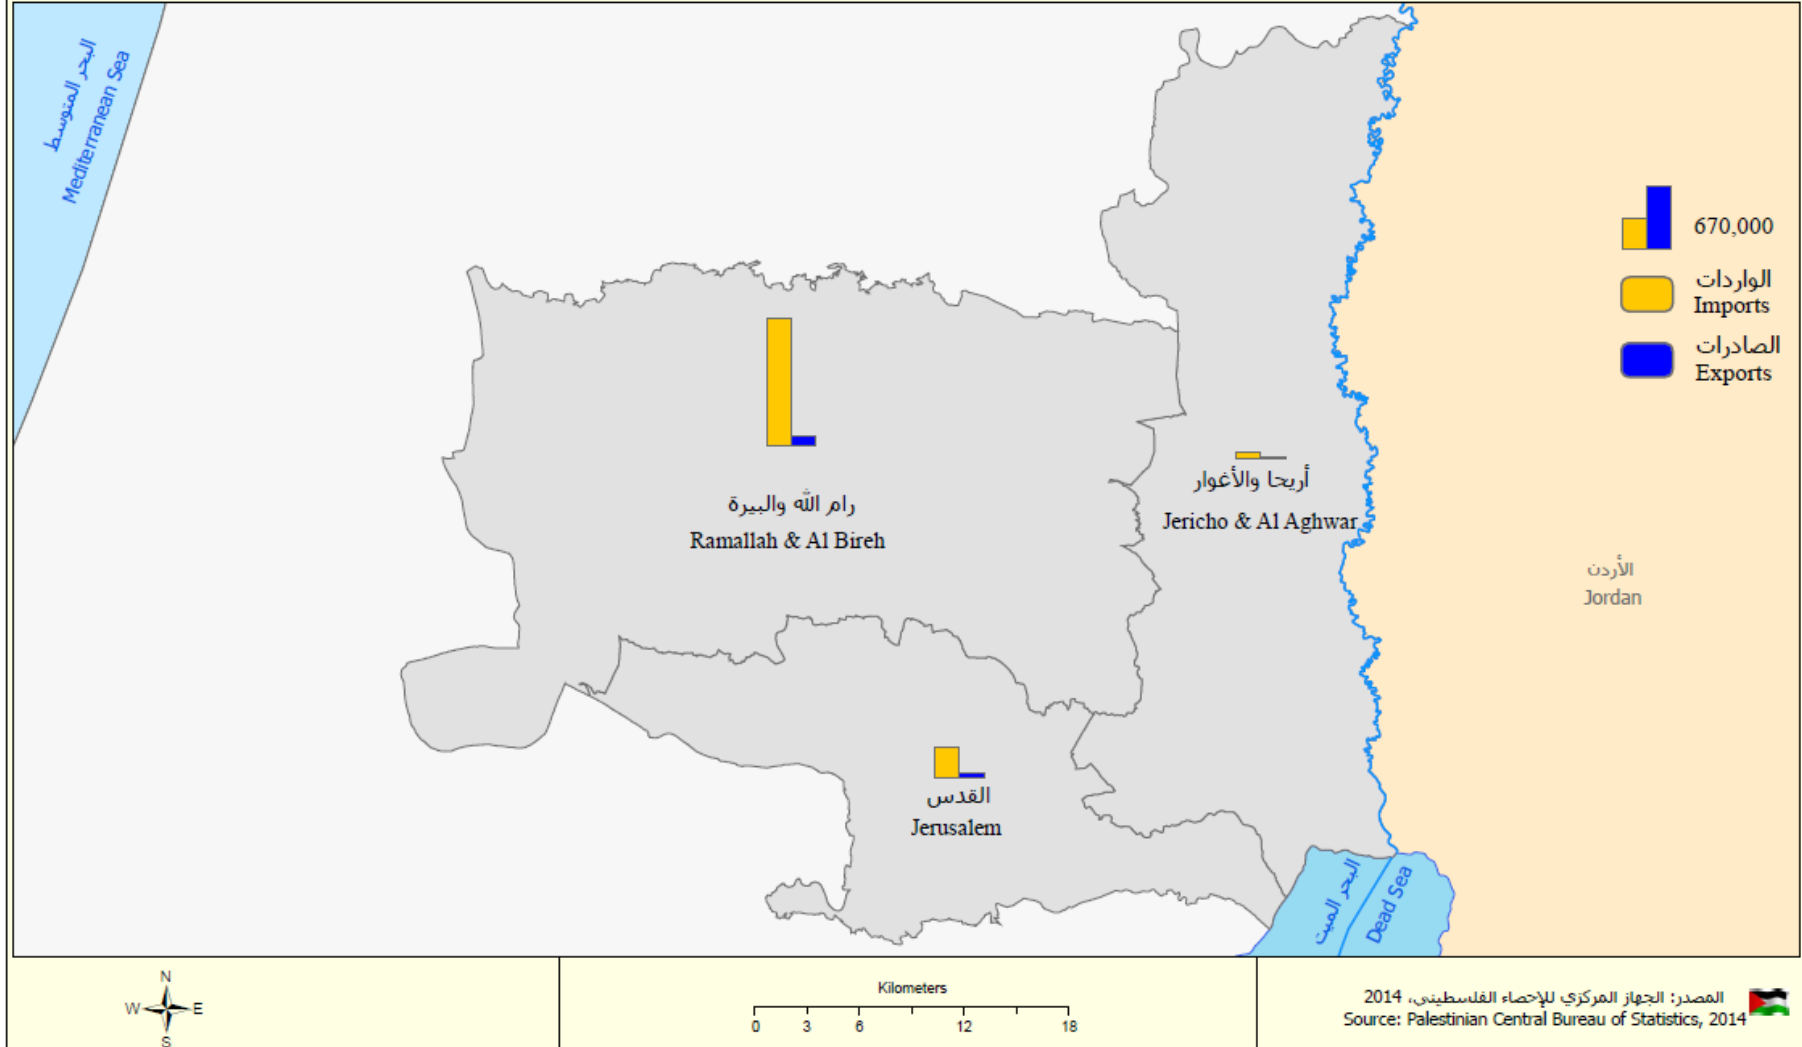 البحر المتوسط
Mediterranean Sea
670,000
الواردات
Imports
الصادرات
Exports
رام الله والبيرة
Ramallah & Al Bireh
أريحا والأغوار
Jericho & Al Aghwar
الأردن
Jordan
القدس
Jerusalem
البحر الميت
Dead Sea
N
W E
S
Kilometers
0 3 6 12 18
المصدر: الجهاز المركزي للإحصاء الفلسطيني، 2014
Source: Palestinian Central Bureau of Statistics, 2014